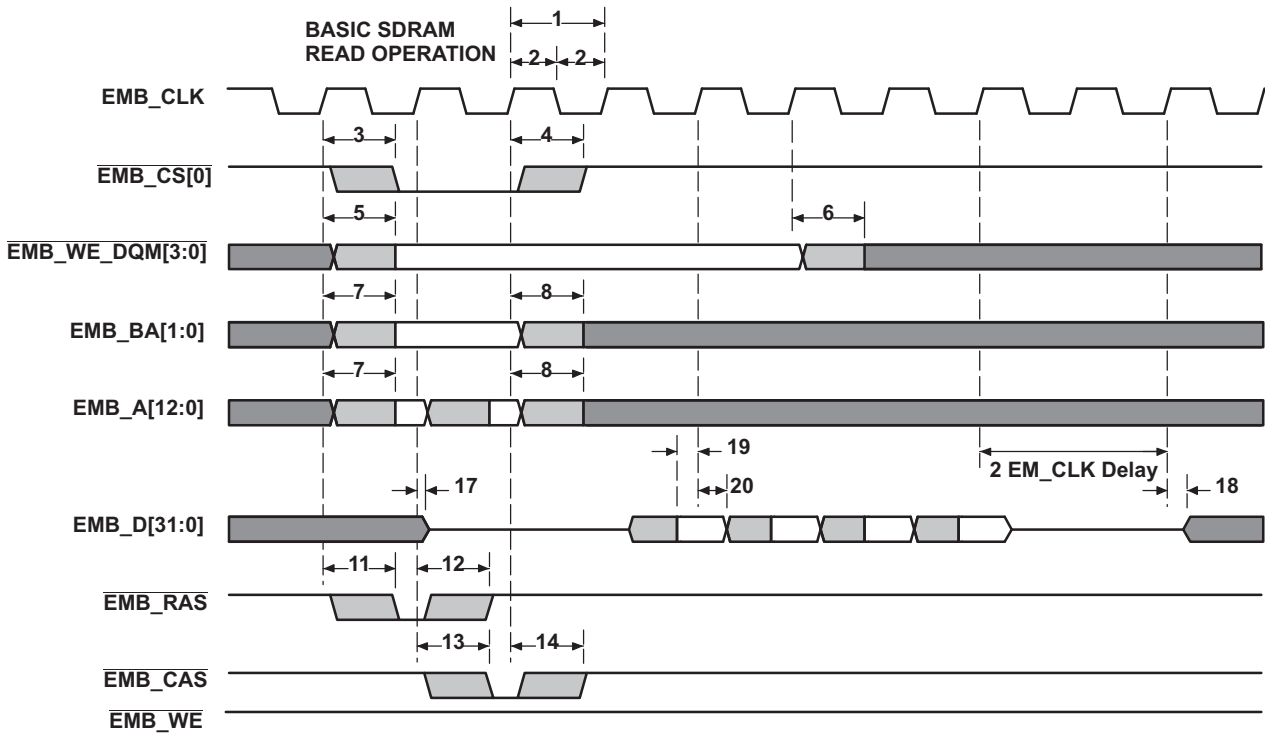 BASIC SDRAM
READ OPERATION
1
2
2
EMB_CLK
3
4
EMB_CS[0]
5
6
EMB_WE_DQM[3:0]
7
8
EMB_BA[1:0]
7
8
EMB_A[12:0]
19
2 EM_CLK Delay
17
20
18
EMB_D[31:0]
11
12
EMB_RAS
13
14
EMB_CAS
EMB_WE